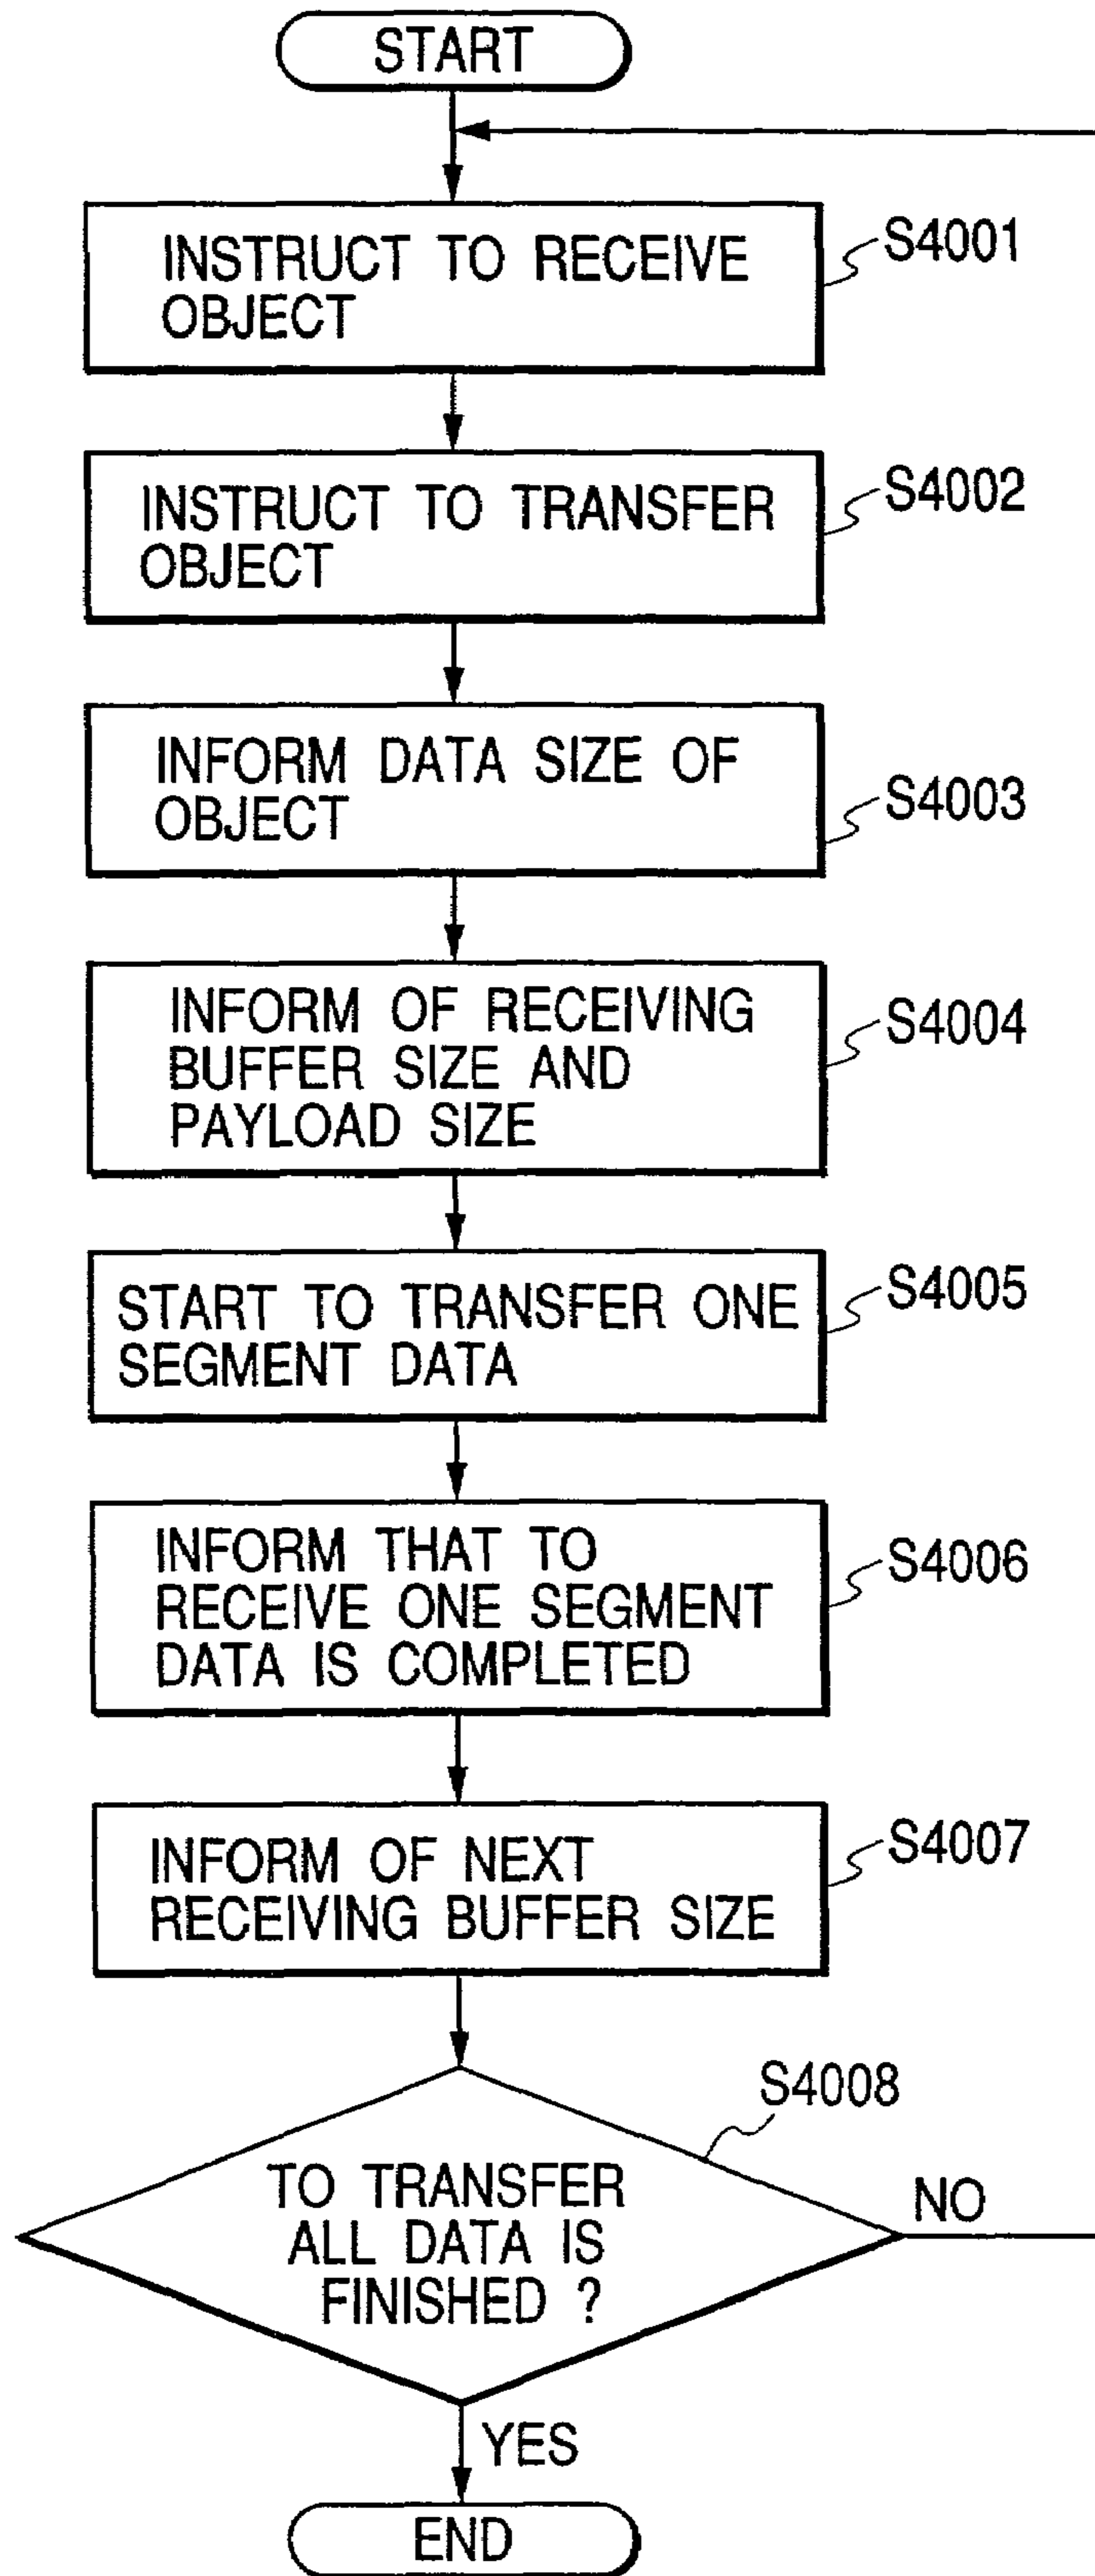 START
INSTRUCT TO RECEIVE
OBJECT
S4001
INSTRUCT TO TRANSFER
OBJECT
S4002
INFORM DATA SIZE OF
OBJECT
S4003
INFORM OF RECEIVING
BUFFER SIZE AND
PAYLOAD SIZE
S4004
START TO TRANSFER ONE
SEGMENT DATA
S4005
INFORM THAT TO
RECEIVE ONE SEGMENT
DATA IS COMPLETED
S4006
INFORM OF NEXT
RECEIVING BUFFER SIZE
S4007
S4008
TO TRANSFER
ALL DATA IS
FINISHED ?
NO
YES
END